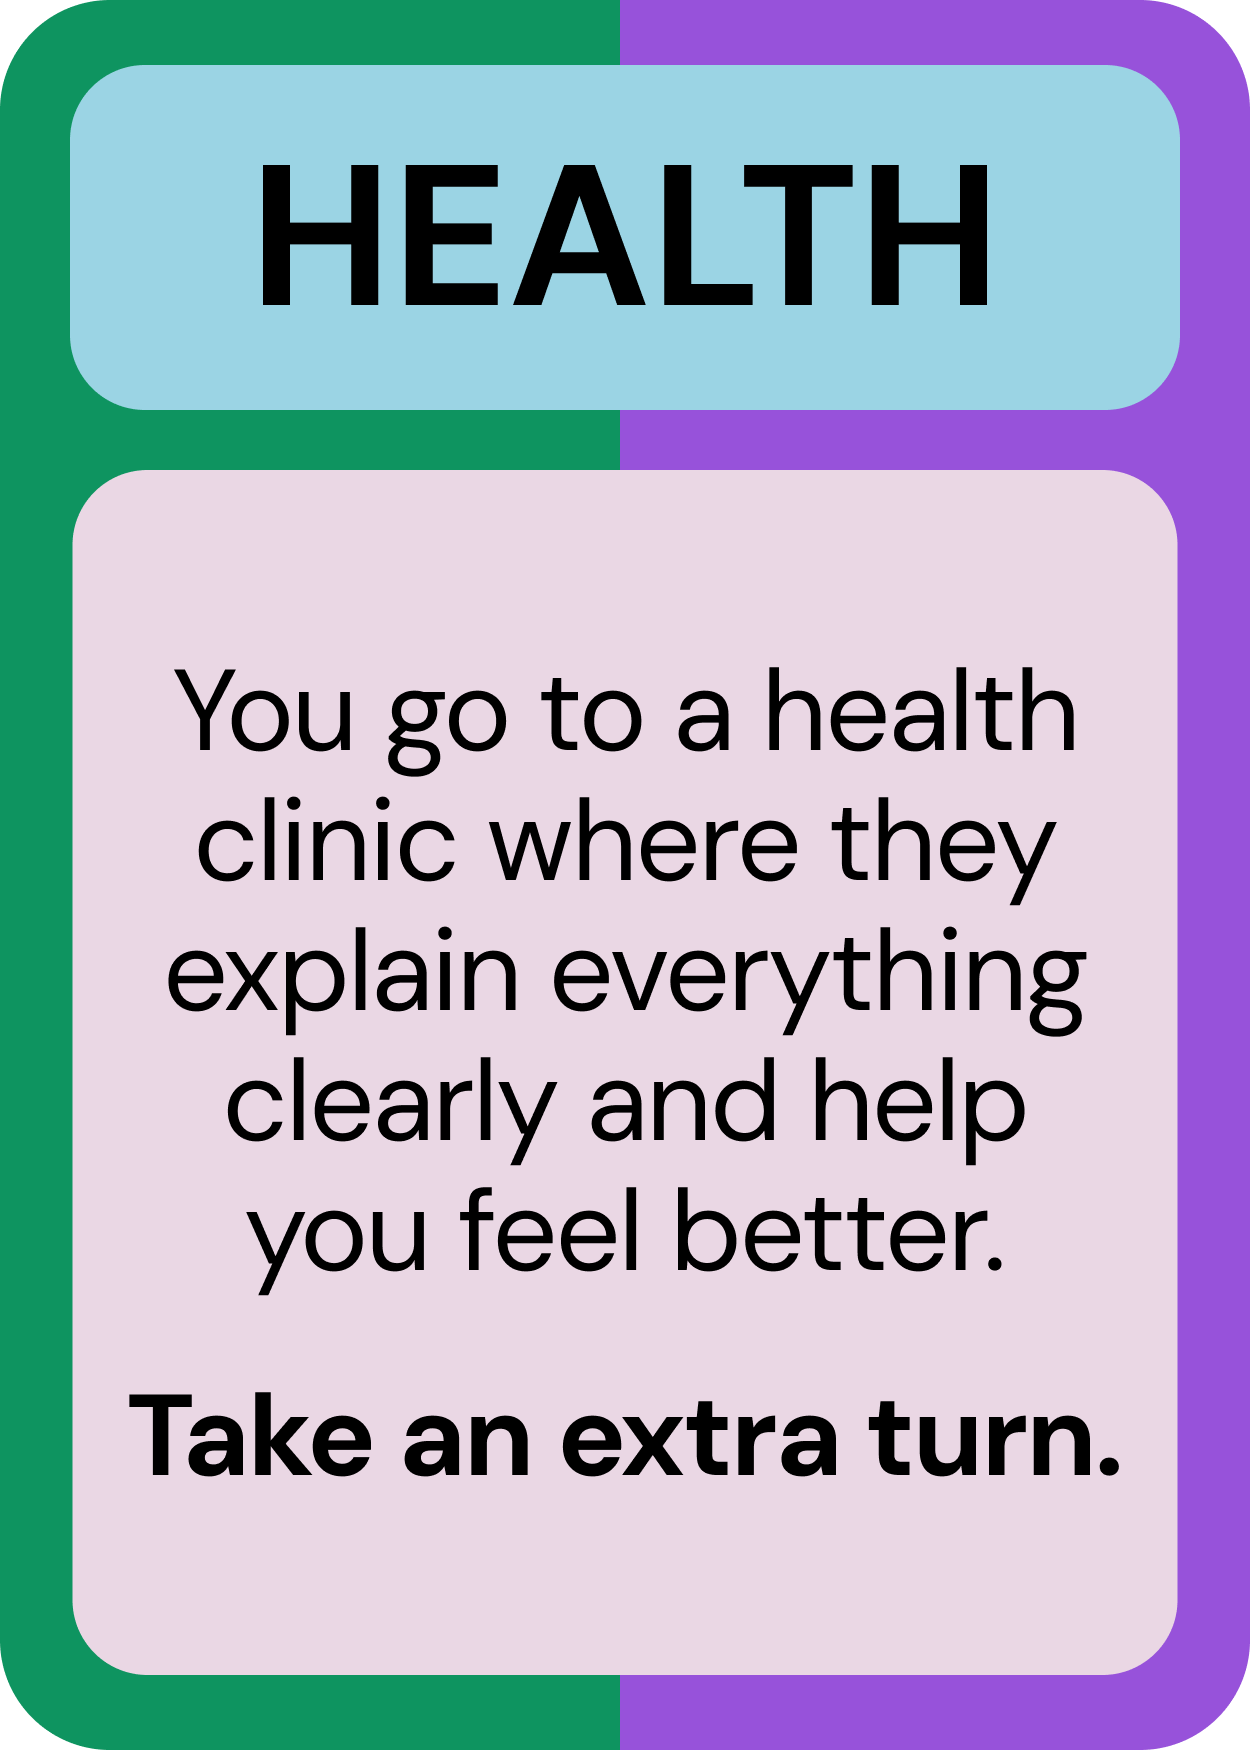 HEALTH
You go to a health
clinic where they
explain everything
clearly and help
you feel better.
Take an extra turn.